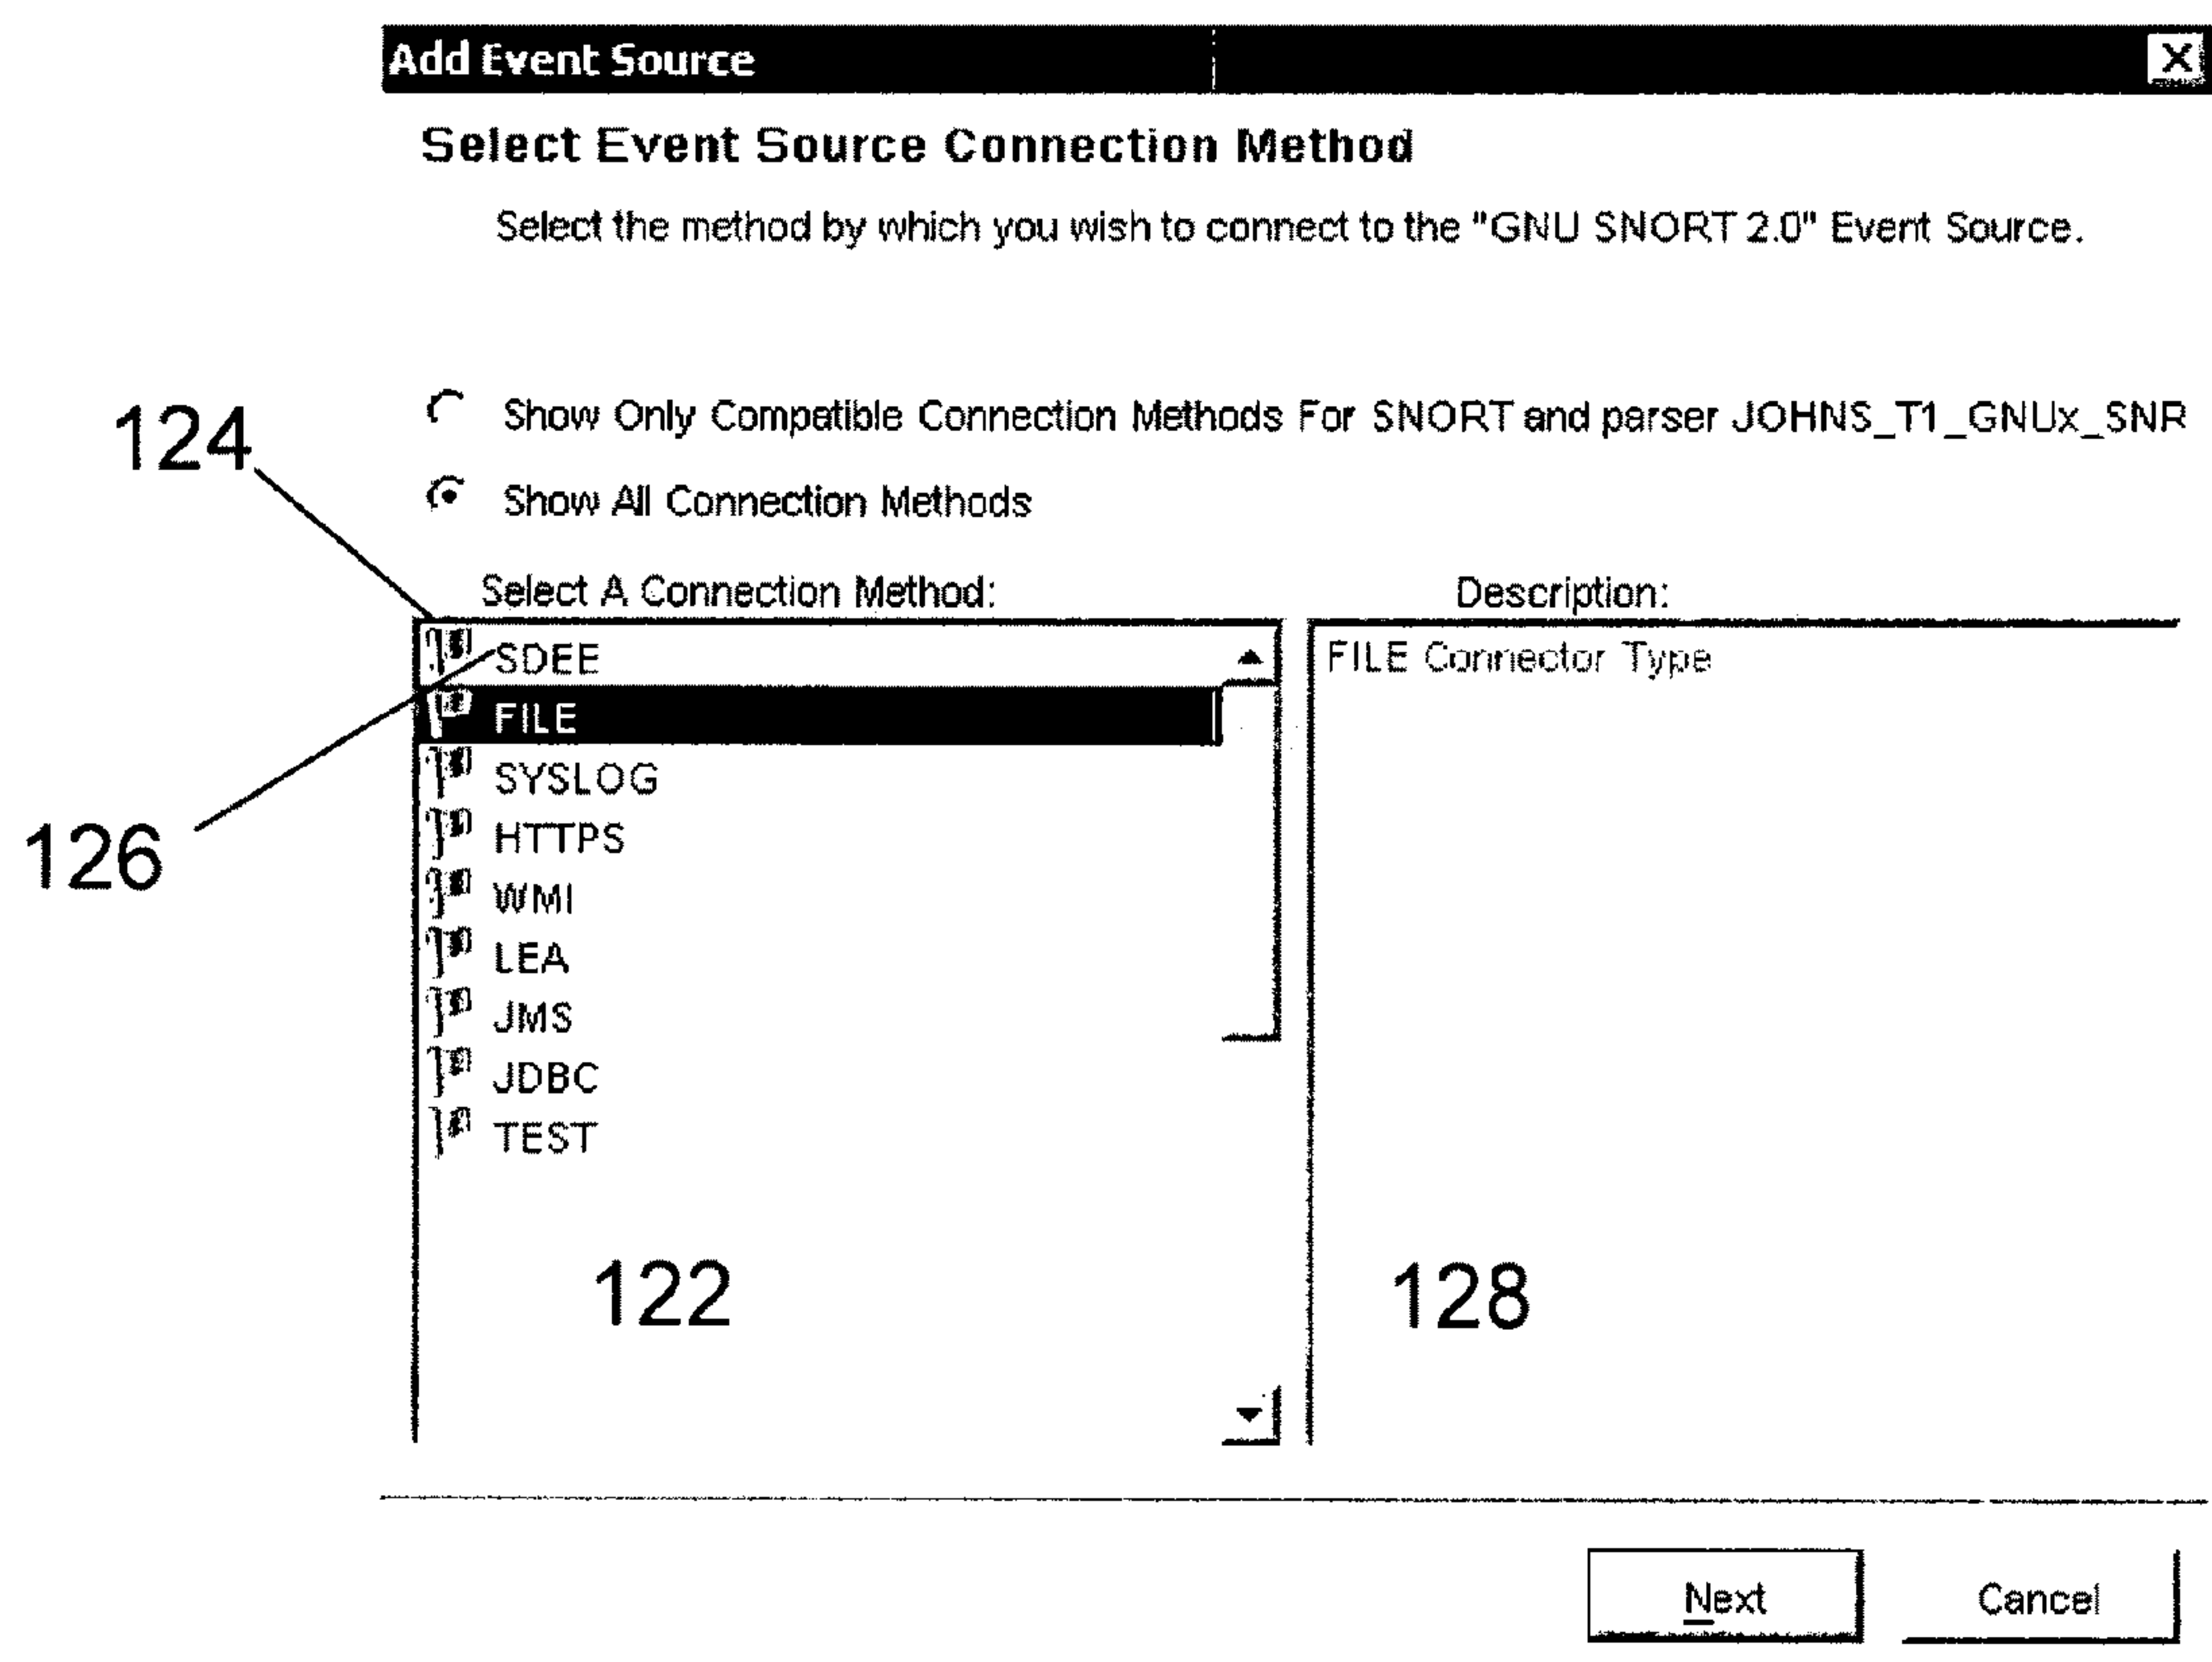 Add Event Source X
Select Event Source Connection Method
Select the method by which you wish to connect to the "GNU SNORT 2.0" Event Source.
124
Show Only Compatible Connection Methods For SNORT and parser JOHNS_T1_GNUx_SNR
Show All Connection Methods
Select A Connection Method:
Description:
SDEE
FILE
SYSLOG
HTTPS
WMI
LEA
JMS
JDBC
TEST
FILE Connector Type
126
122
128
Next
Cancel